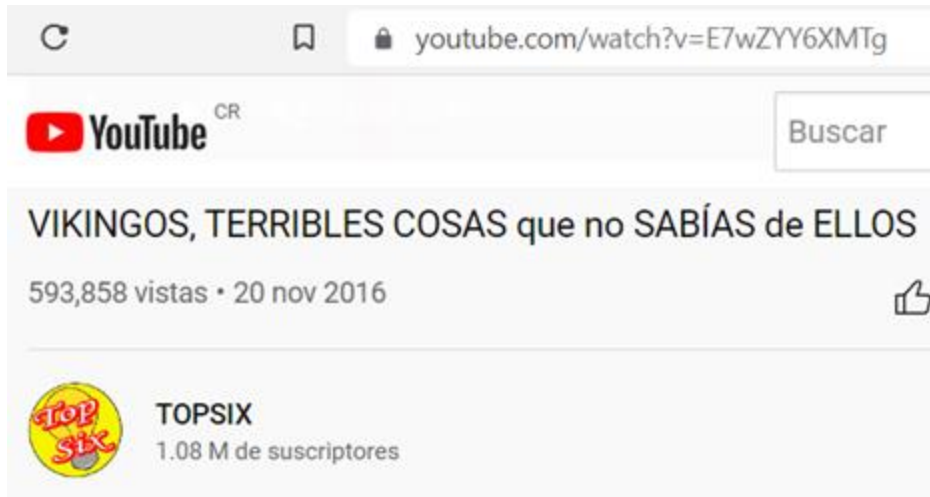 youtube.com/watch?v=E7wZYY6XMTg
YouTube CR
Buscar
VIKINGOS, TERRIBLES COSAS que no SABÍAS de ELLOS
593,858 vistas • 20 nov 2016
Top
Six
TOPSIX
1.08 M de suscriptores